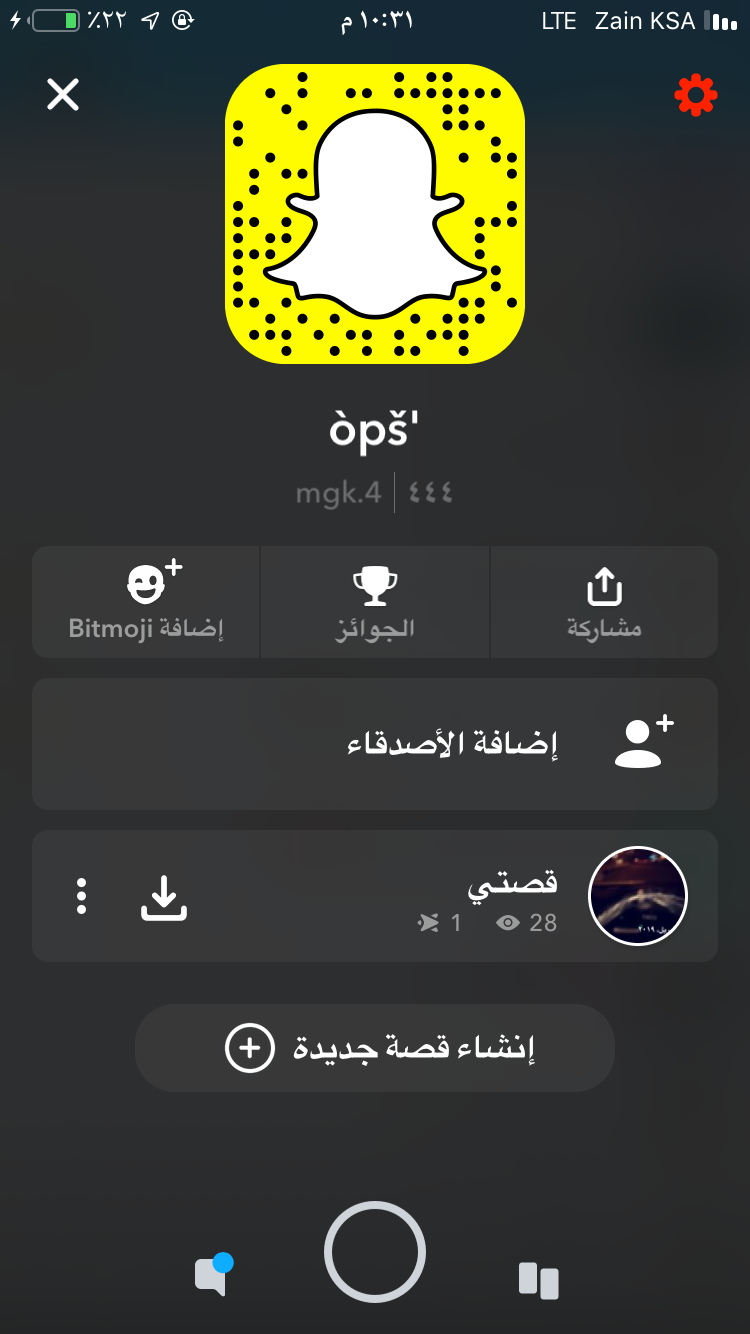 ٪٢٢ ١٠:٣١ م LTE Zain KSA
òpš'
mgk.4 | ٤٤٤
إضافة Bitmoji
الجوائز
مشاركة
إضافة الأصدقاء
قصتي
1 28
إنشاء قصة جديدة